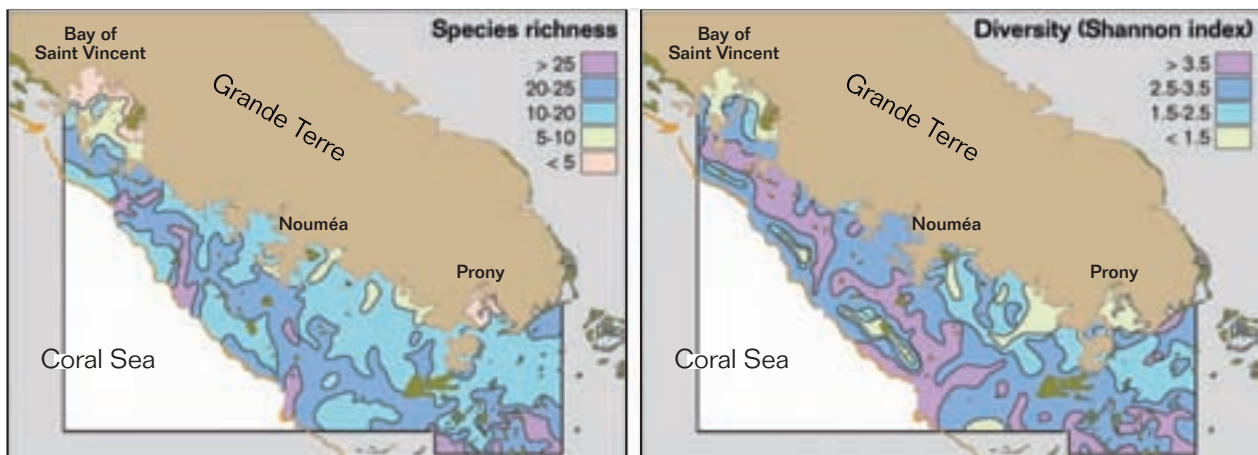 Species richness
> 25
20-25
10-20
5-10
< 5
Bay of
Saint Vincent
Grande Terre
Nouméa
Prony
Coral Sea
Diversity (Shannon index)
> 3.5
2.5-3.5
1.5-2.5
< 1.5
Bay of
Saint Vincent
Grande Terre
Nouméa
Prony
Coral Sea